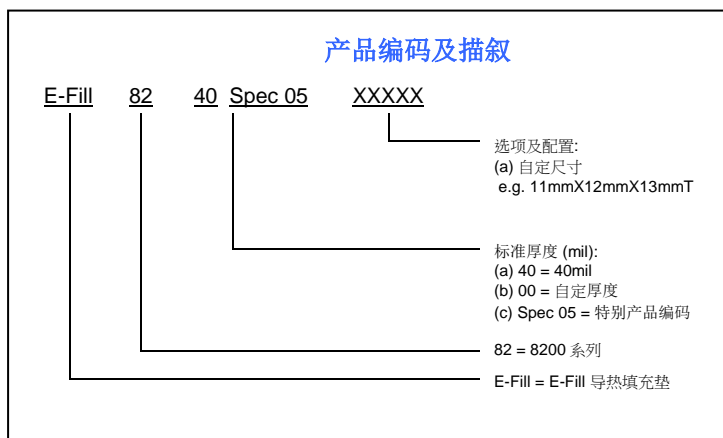 产品编码及描叙
E-Fill 82 40 Spec 05 XXXXX
选项及配置:
(a) 自定尺寸
e.g. 11mmX12mmX13mmT
标准厚度 (mil):
(a) 40 = 40mil
(b) 00 = 自定厚度
(c) Spec 05 = 特别产品编码
82 = 8200 系列
E-Fill = E-Fill 导热填充垫